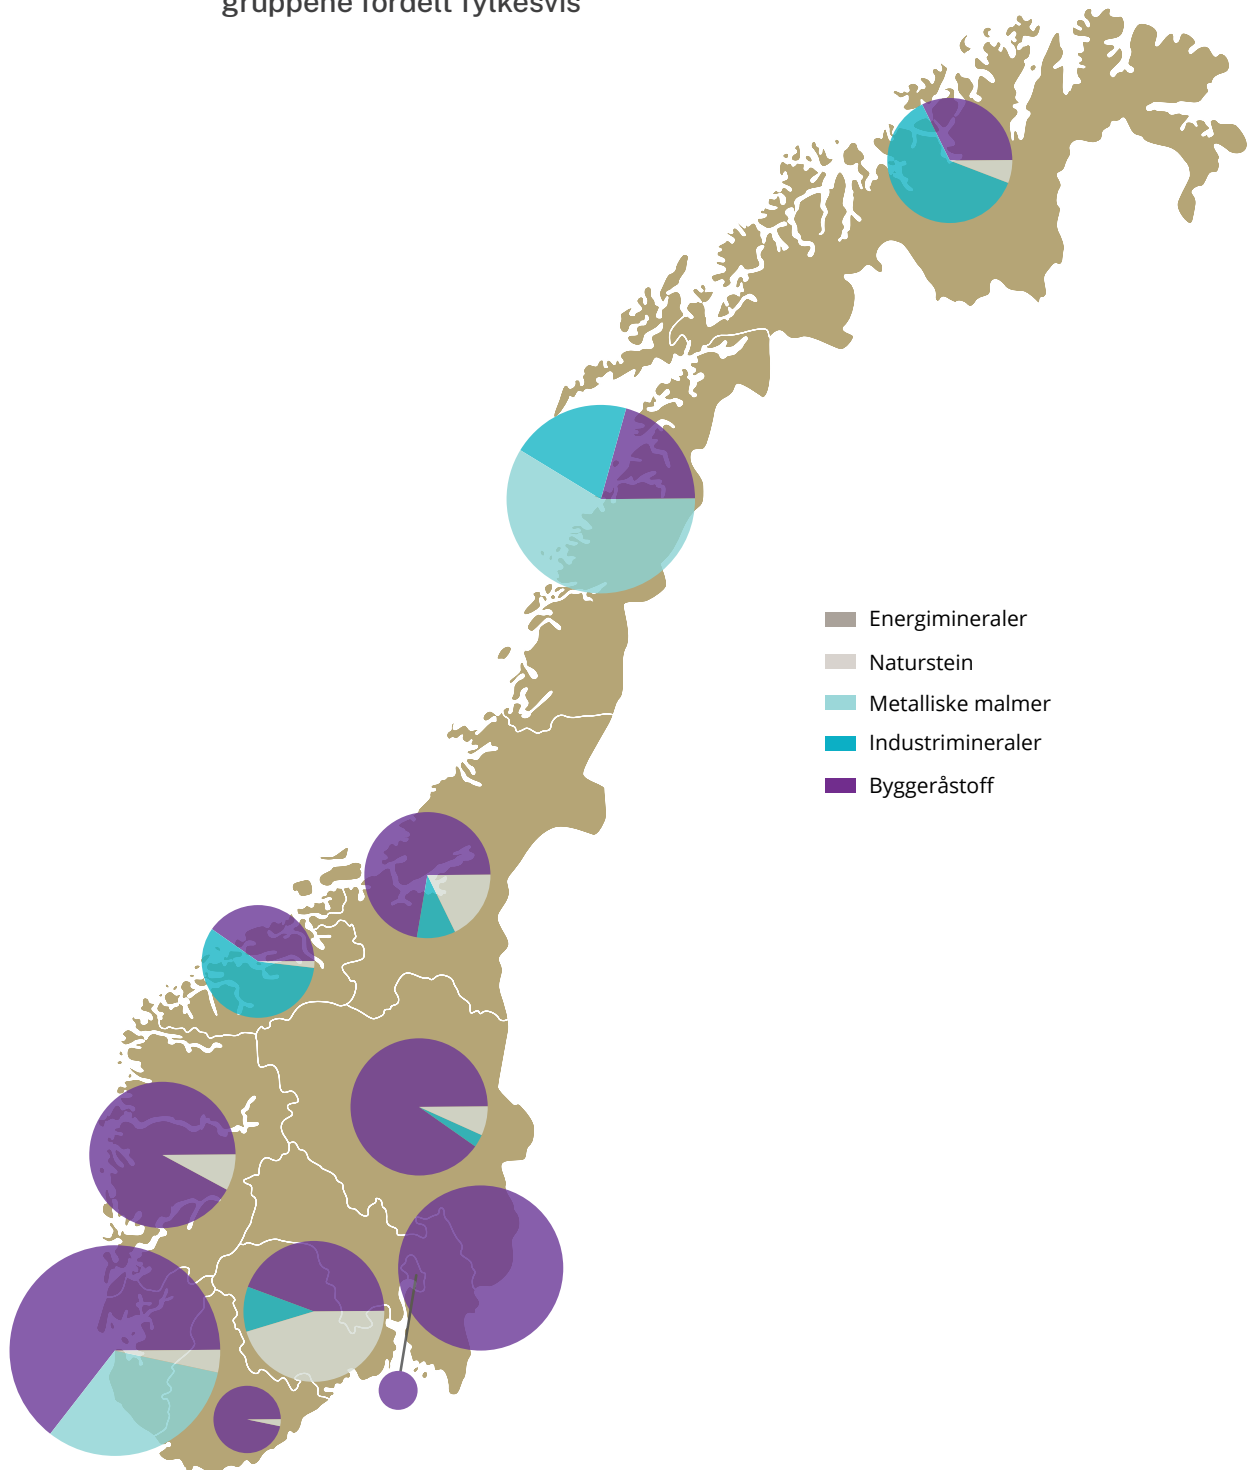 gruppene fordelt fylkesvis
Energimineraler
Naturstein
Metalliske malmer
Industrimineraler
Byggeråstoff